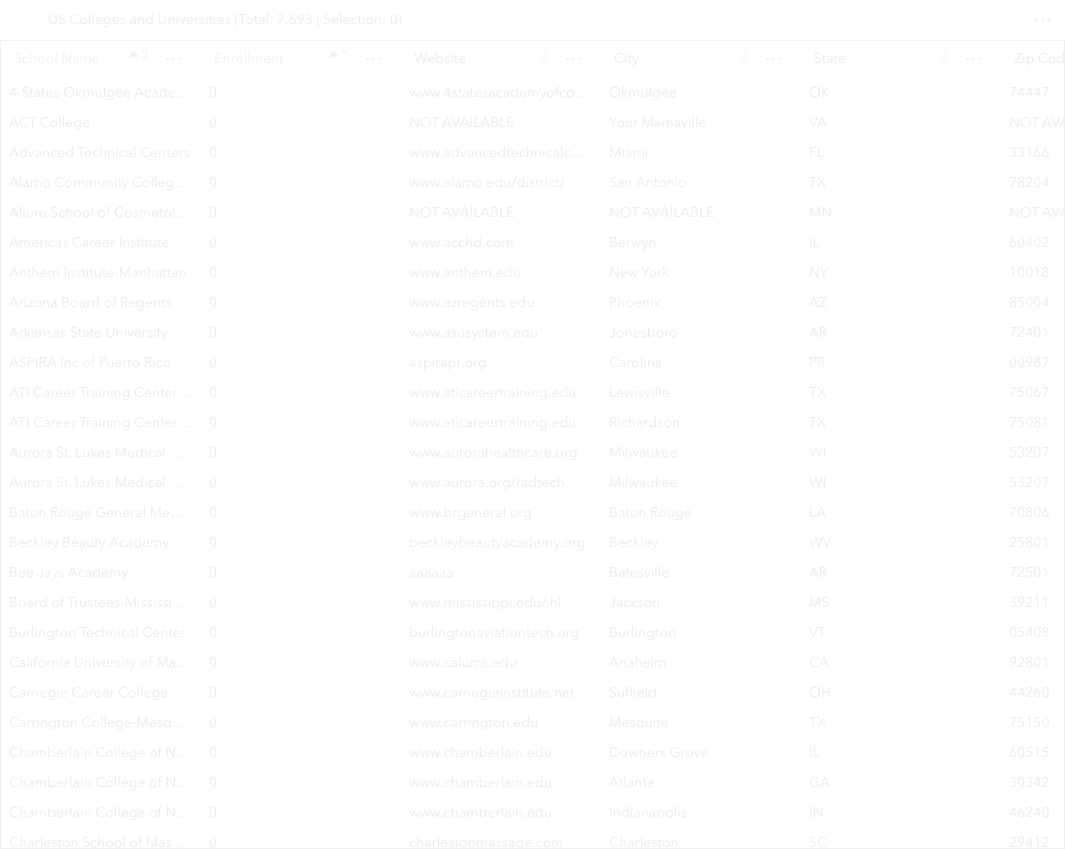 US Colleges and Universities (Total: 7,693 | Selection: 0)
School Name 2 ... Enrollment 1 ... Website ... City ... State ... Zip Cod
4-States Okmulgee Acade... 0 www.4statesacademyofco... Okmulgee OK 74447
ACT College 0 NOT AVAILABLE Your Mamaville VA NOT AVA
Advanced Technical Centers 0 www.advancedtechnicalc... Miami FL 33166
Alamo Community Colleg... 0 www.alamo.edu/district/ San Antonio TX 78204
Allure School of Cosmetol... 0 NOT AVAILABLE NOT AVAILABLE MN NOT AVA
Americas Career Institute 0 www.acchd.com Berwyn IL 60402
Anthem Institute-Manhattan 0 www.anthem.edu New York NY 10018
Arizona Board of Regents 0 www.azregents.edu Phoenix AZ 85004
Arkansas State University-... 0 www.asusystem.edu Jonesboro AR 72401
ASPIRA Inc of Puerto Rico 0 aspirapr.org Carolina PR 00987
ATI Career Training Center... 0 www.aticareertraining.edu Lewisville TX 75067
ATI Career Training Center... 0 www.aticareertraining.edu Richardson TX 75081
Aurora St. Lukes Medical ... 0 www.aurorahealthcare.org Milwaukee WI 53207
Aurora St. Lukes Medical ... 0 www.aurora.org/radtech Milwaukee WI 53207
Baton Rouge General Me... 0 www.brgeneral.org Baton Rouge LA 70806
Beckley Beauty Academy 0 beckleybeautyacademy.org Beckley WV 25801
Bee Jays Academy 0 aaaaaa Batesville AR 72501
Board of Trustees-Mississi... 0 www.mississippi.edu/ihl Jackson MS 39211
Burlington Technical Center 0 burlingtonaviationtech.org Burlington VT 05408
California University of Ma... 0 www.calums.edu Anaheim CA 92801
Carnegie Career College 0 www.carnegieinstitute.net Suffield OH 44260
Carrington College-Mesq... 0 www.carrington.edu Mesquite TX 75150
Chamberlain College of N... 0 www.chamberlain.edu Downers Grove IL 60515
Chamberlain College of N... 0 www.chamberlain.edu Atlanta GA 30342
Chamberlain College of N... 0 www.chamberlain.edu Indianapolis IN 46240
Charleston School of Mas... 0 charlestonmassage.com Charleston SC 29412